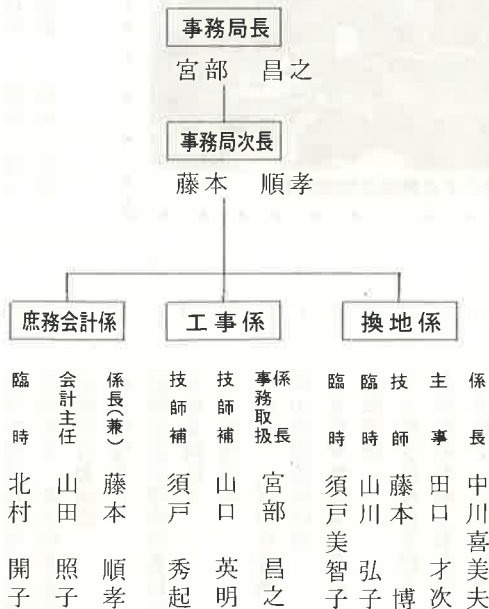 事務局長
宮部 昌之
事務局次長
藤本 順孝
庶務会計係
工事係
換地係
係長(兼) 藤本 順孝
会計主任 山田 照子
臨時 北村 開子
係長事務取扱 宮部 昌之
技師補 山口 英明
技師補 須戸 秀起
係長 中川喜美夫
主事 田口 才次
技師 藤本 博
臨時 山川 弘子
臨時 須戸美智子